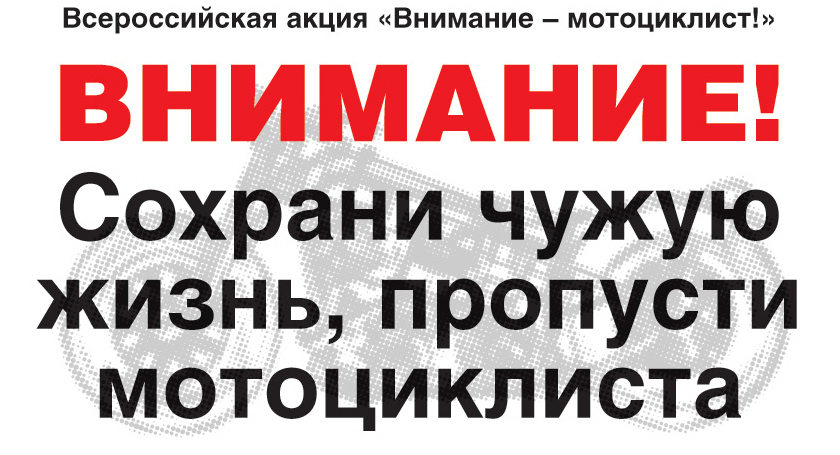 Всероссийская акция «Внимание – мотоциклист!»
ВНИМАНИЕ!
Сохрани чужую
жизнь, пропусти
мотоциклиста